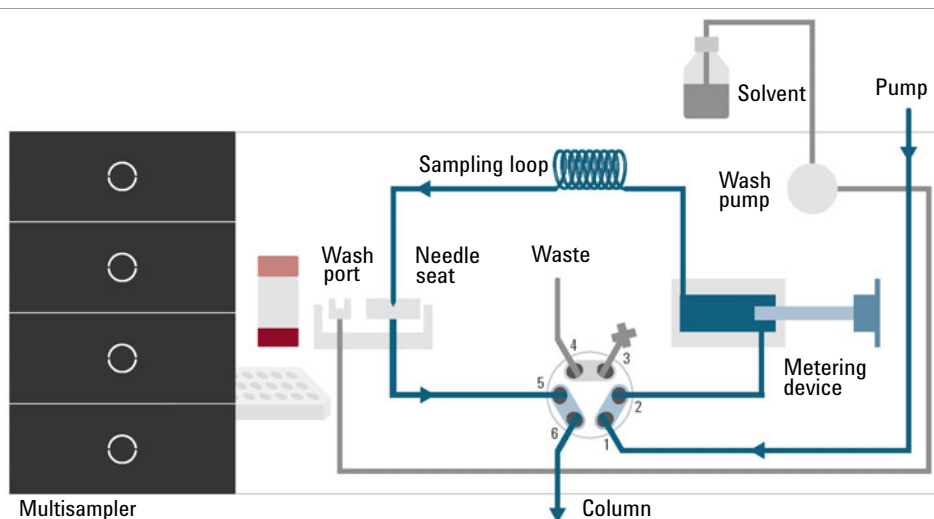 Solvent
Pump
Sampling loop
Wash
pump
Wash
port
Needle
seat
Waste
4
3
Metering
device
5
2
6
1
Multisampler
Column